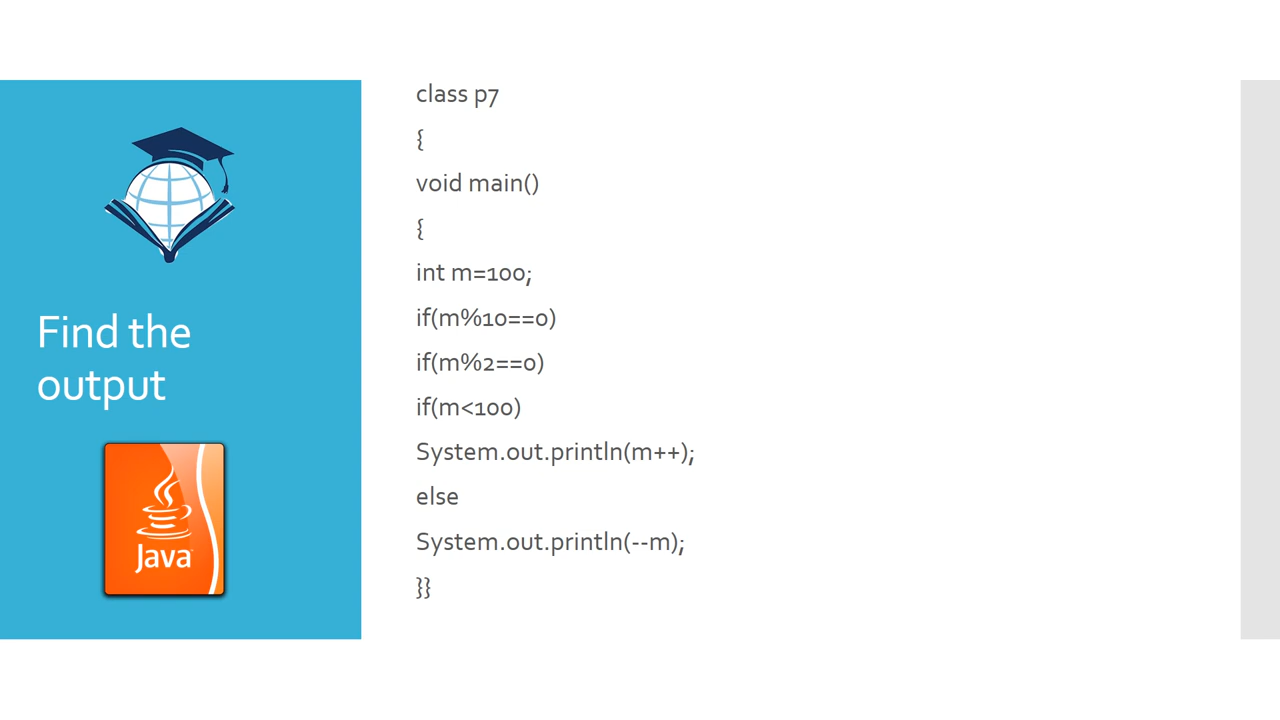 Find the
output
Java
class p7
{
void main()
{
int m=100;
if(m%10==0)
if(m%2==0)
if(m<100)
System.out.println(m++);
else
System.out.println(--m);
}}